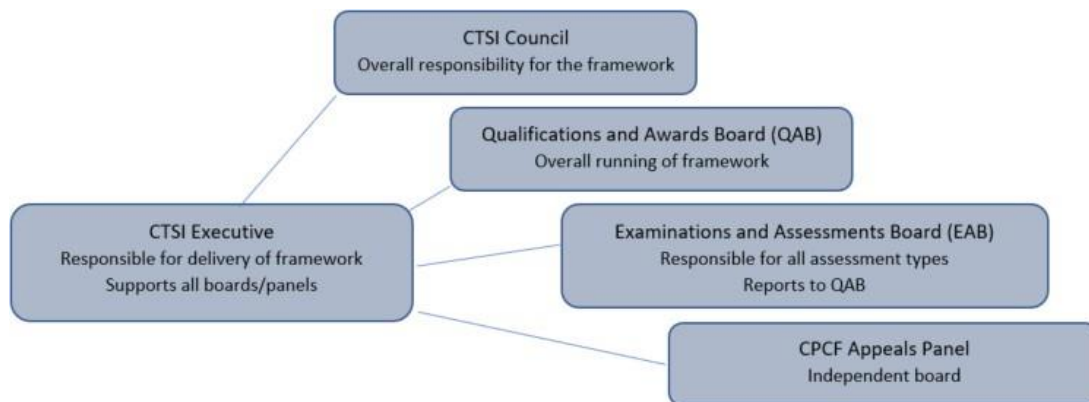 CTSI Council
Overall responsibility for the framework
Qualifications and Awards Board (QAB)
Overall running of framework
CTSI Executive
Responsible for delivery of framework
Supports all boards/panels
Examinations and Assessments Board (EAB)
Responsible for all assessment types
Reports to QAB
CPCF Appeals Panel
Independent board